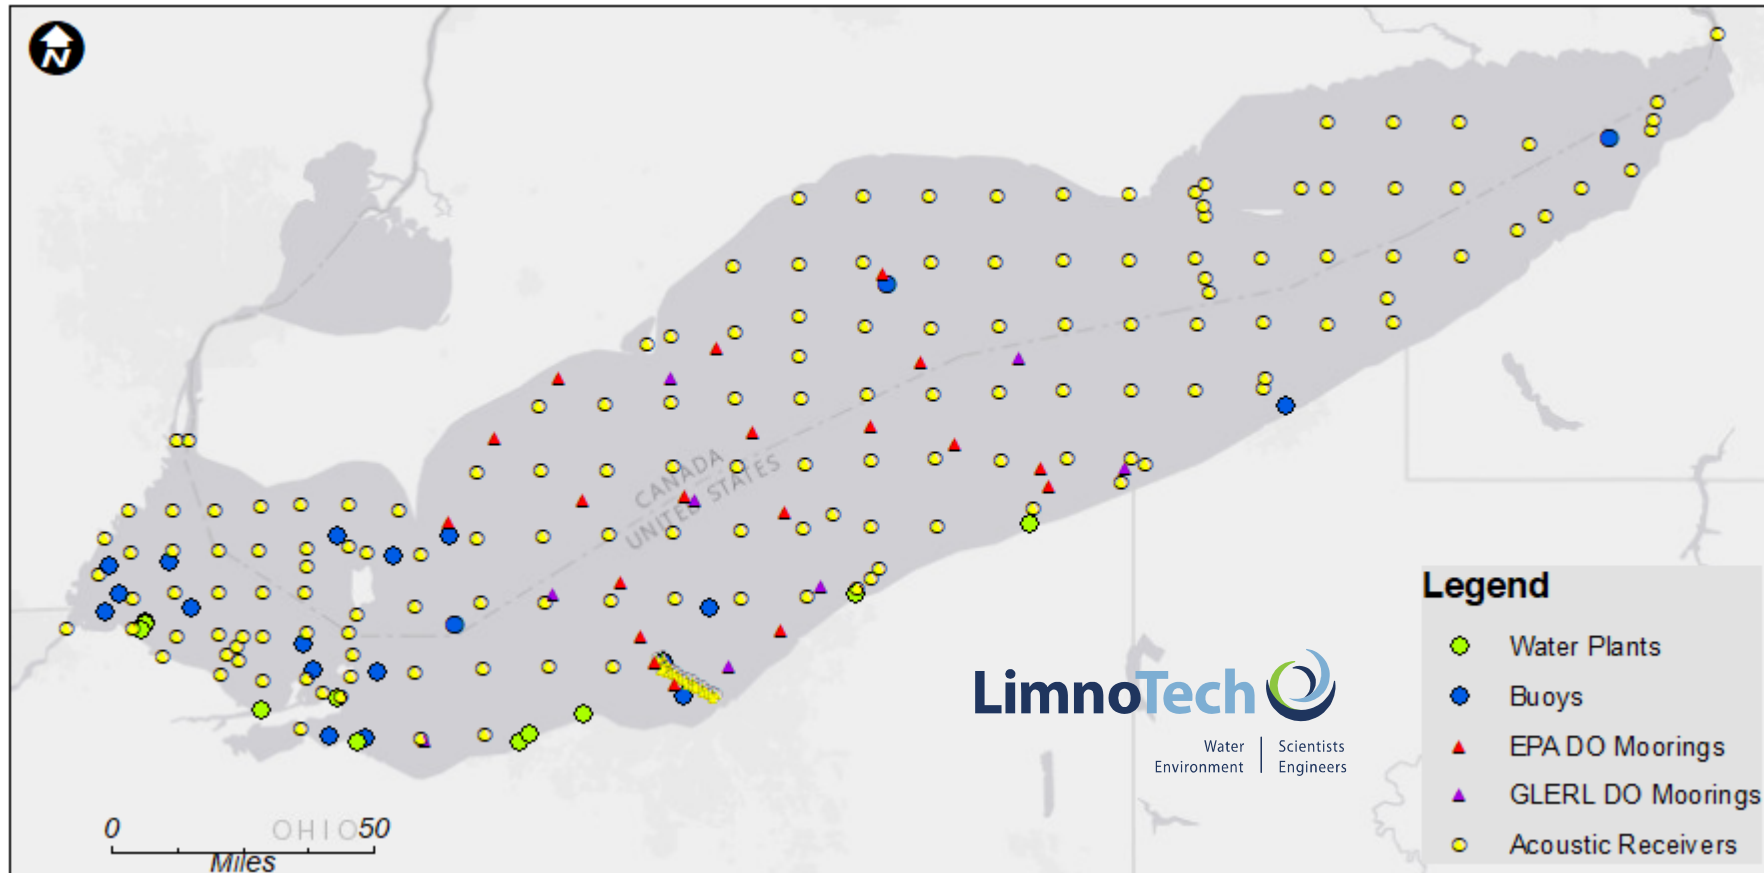 N
CANADA
UNITED STATES
Legend
Water Plants
Buoys
EPA DO Moorings
GLERL DO Moorings
Acoustic Receivers
LimnoTech
Water | Scientists
Environment | Engineers
0 OHIO 50
Miles